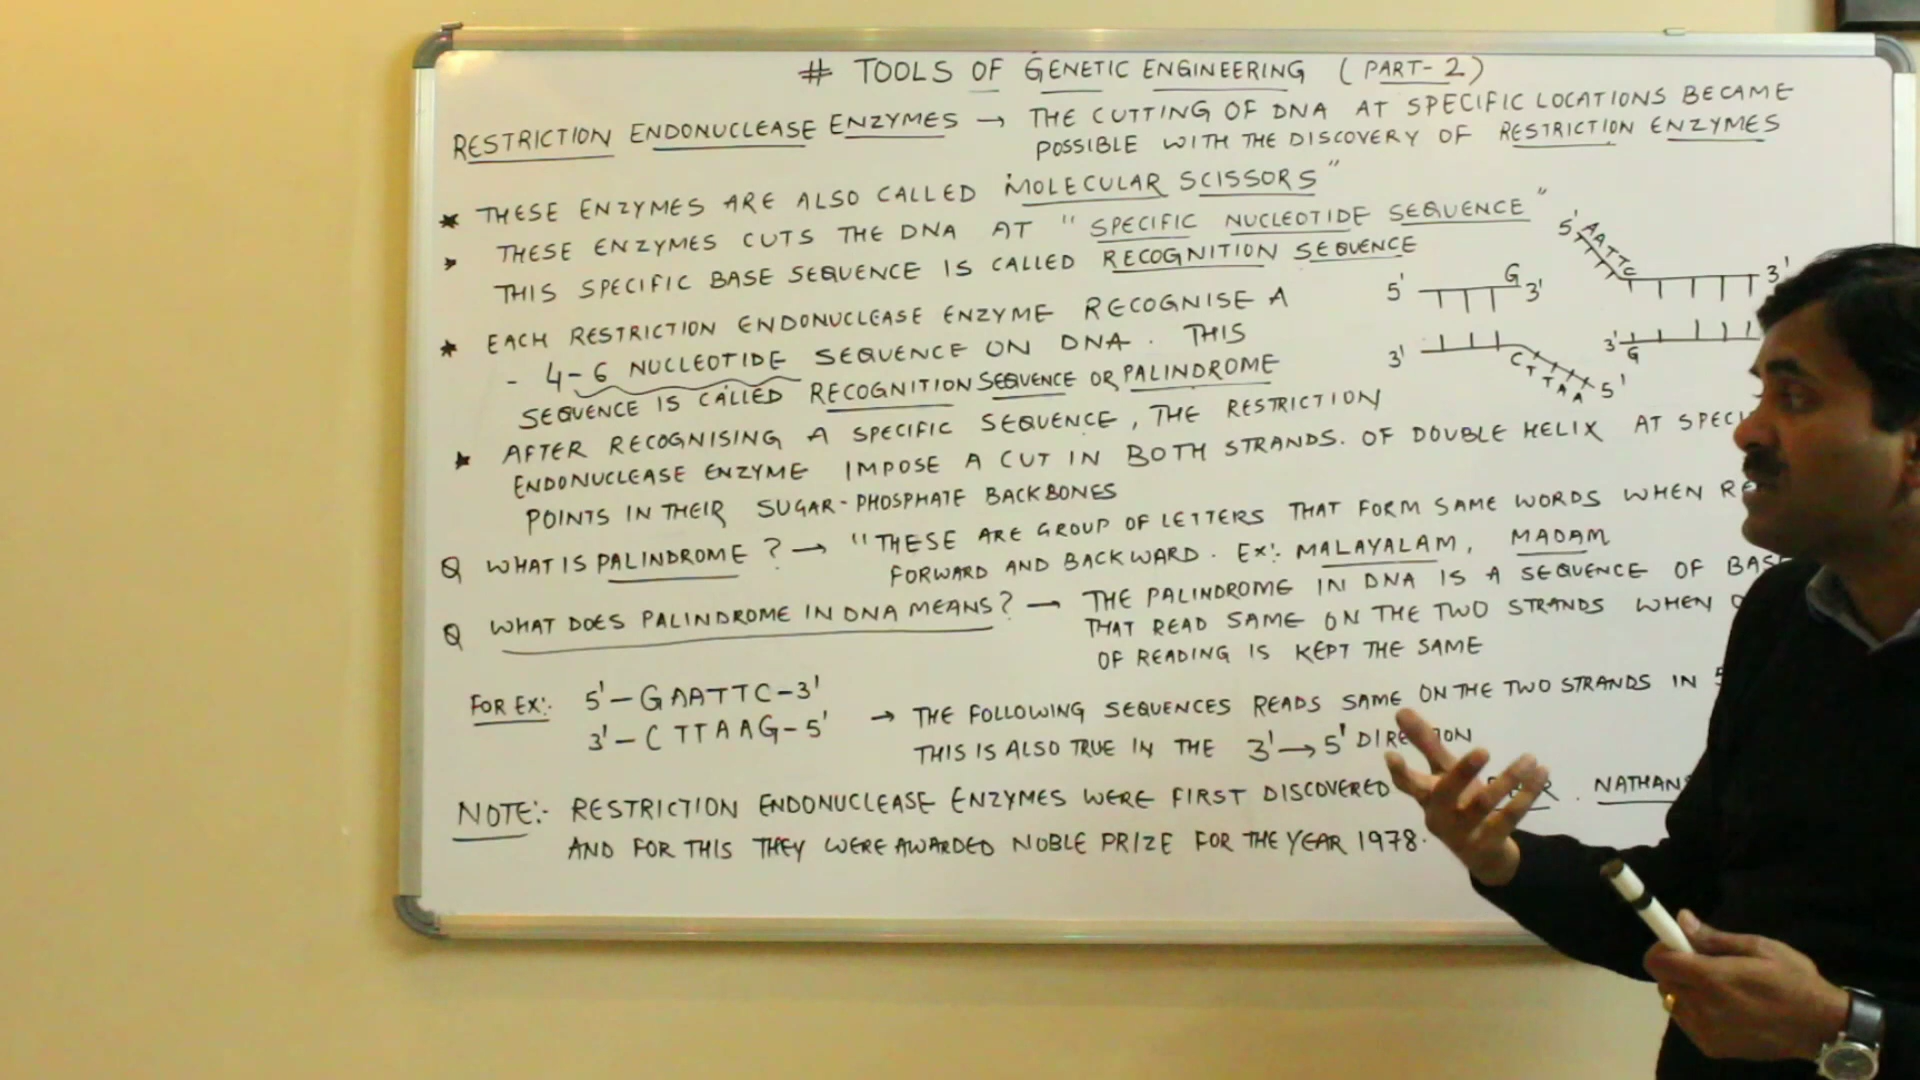 # TOOLS OF GENETIC ENGINEERING (PART-2)
RESTRICTION ENDONUCLEASE ENZYMES → THE CUTTING OF DNA AT SPECIFIC LOCATIONS BECAME
POSSIBLE WITH THE DISCOVERY OF RESTRICTION ENZYMES
★ THESE ENZYMES ARE ALSO CALLED MOLECULAR SCISSORS"
★ THESE ENZYMES CUTS THE DNA AT "SPECIFIC NUCLEOTIDE SEQUENCE"
THIS SPECIFIC BASE SEQUENCE IS CALLED RECOGNITION SEQUENCE
★ EACH RESTRICTION ENDONUCLEASE ENZYME RECOGNISE A
- 4-6 NUCLEOTIDE SEQUENCE ON DNA. THIS
SEQUENCE IS CALLED RECOGNITION SEQUENCE OR PALINDROME
5' AATTC 3'
5' G 3'
3' G
3' CTTAA 5'
★ AFTER RECOGNISING A SPECIFIC SEQUENCE, THE RESTRICTION
ENDONUCLEASE ENZYME IMPOSE A CUT IN BOTH STRANDS. OF DOUBLE HELIX AT
POINTS IN THEIR SUGAR-PHOSPHATE BACKBONES
Q WHAT IS PALINDROME? → "THESE ARE GROUP OF LETTERS THAT FORM SAME WORDS WHEN
FORWARD AND BACKWARD. EX:. MALAYALAM, MADAM
Q WHAT DOES PALINDROME IN DNA MEANS? — THE PALINDROME IN DNA IS A SEQUENCE OF
THAT READ SAME ON THE TWO STRANDS WHEN
OF READING IS KEPT THE SAME
FOR EX:. 5'-GAATTC-3'
3'-CTTAAG-5'
→ THE FOLLOWING SEQUENCES READS SAME ON THE TWO STRANDS IN
THIS IS ALSO TRUE IN THE 3'→5'
NOTE:- RESTRICTION ENDONUCLEASE ENZYMES WERE FIRST DISCOVERED
AND FOR THIS THEY WERE AWARDED NOBLE PRIZE FOR THE YEAR 1978.